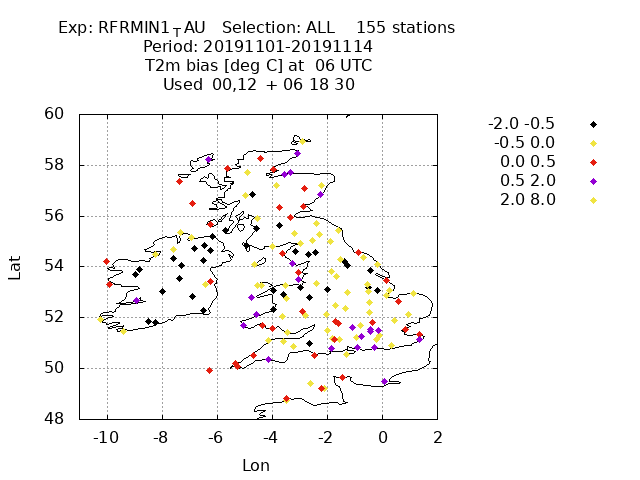 Exp: RFRMIN1TAU Selection: ALL 155 stations
Period: 20191101-20191114
T2m bias [deg C] at 06 UTC
Used 00,12 + 06 18 30
60
58
56
54
52
50
48
Lat
-10 -8 -6 -4 -2 0 2
Lon
-2.0 -0.5
-0.5 0.0
0.0 0.5
0.5 2.0
2.0 8.0